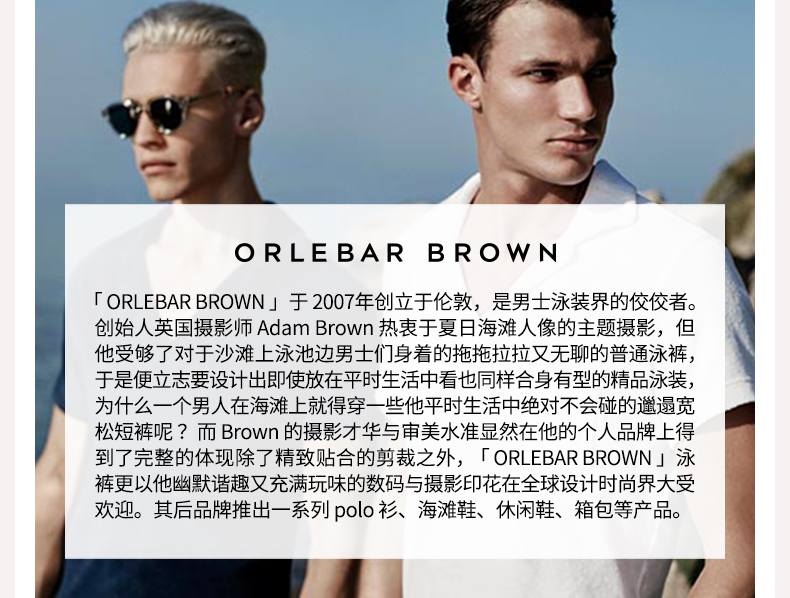 ORLEBAR BROWN
「ORLEBAR BROWN」于2007年创立于伦敦，是男士泳装界的佼佼者。
创始人英国摄影师 Adam Brown 热衷于夏日海滩人像的主题摄影，但
他受够了对于沙滩上泳池边男士们身着的拖拖拉拉又无聊的普通泳裤，
于是便立志要设计出即使放在平时生活中看也同样合身有型的精品泳装，
为什么一个男人在海滩上就得穿一些他平时生活中绝对不会碰的邋遢宽
松短裤呢？而 Brown 的摄影才华与审美水准显然在他的个人品牌上得
到了完整的体现除了精致贴合的剪裁之外，「ORLEBAR BROWN」泳
裤更以他幽默谐趣又充满玩味的数码与摄影印花在全球设计时尚界大受
欢迎。其后品牌推出一系列 polo 衫、海滩鞋、休闲鞋、箱包等产品。